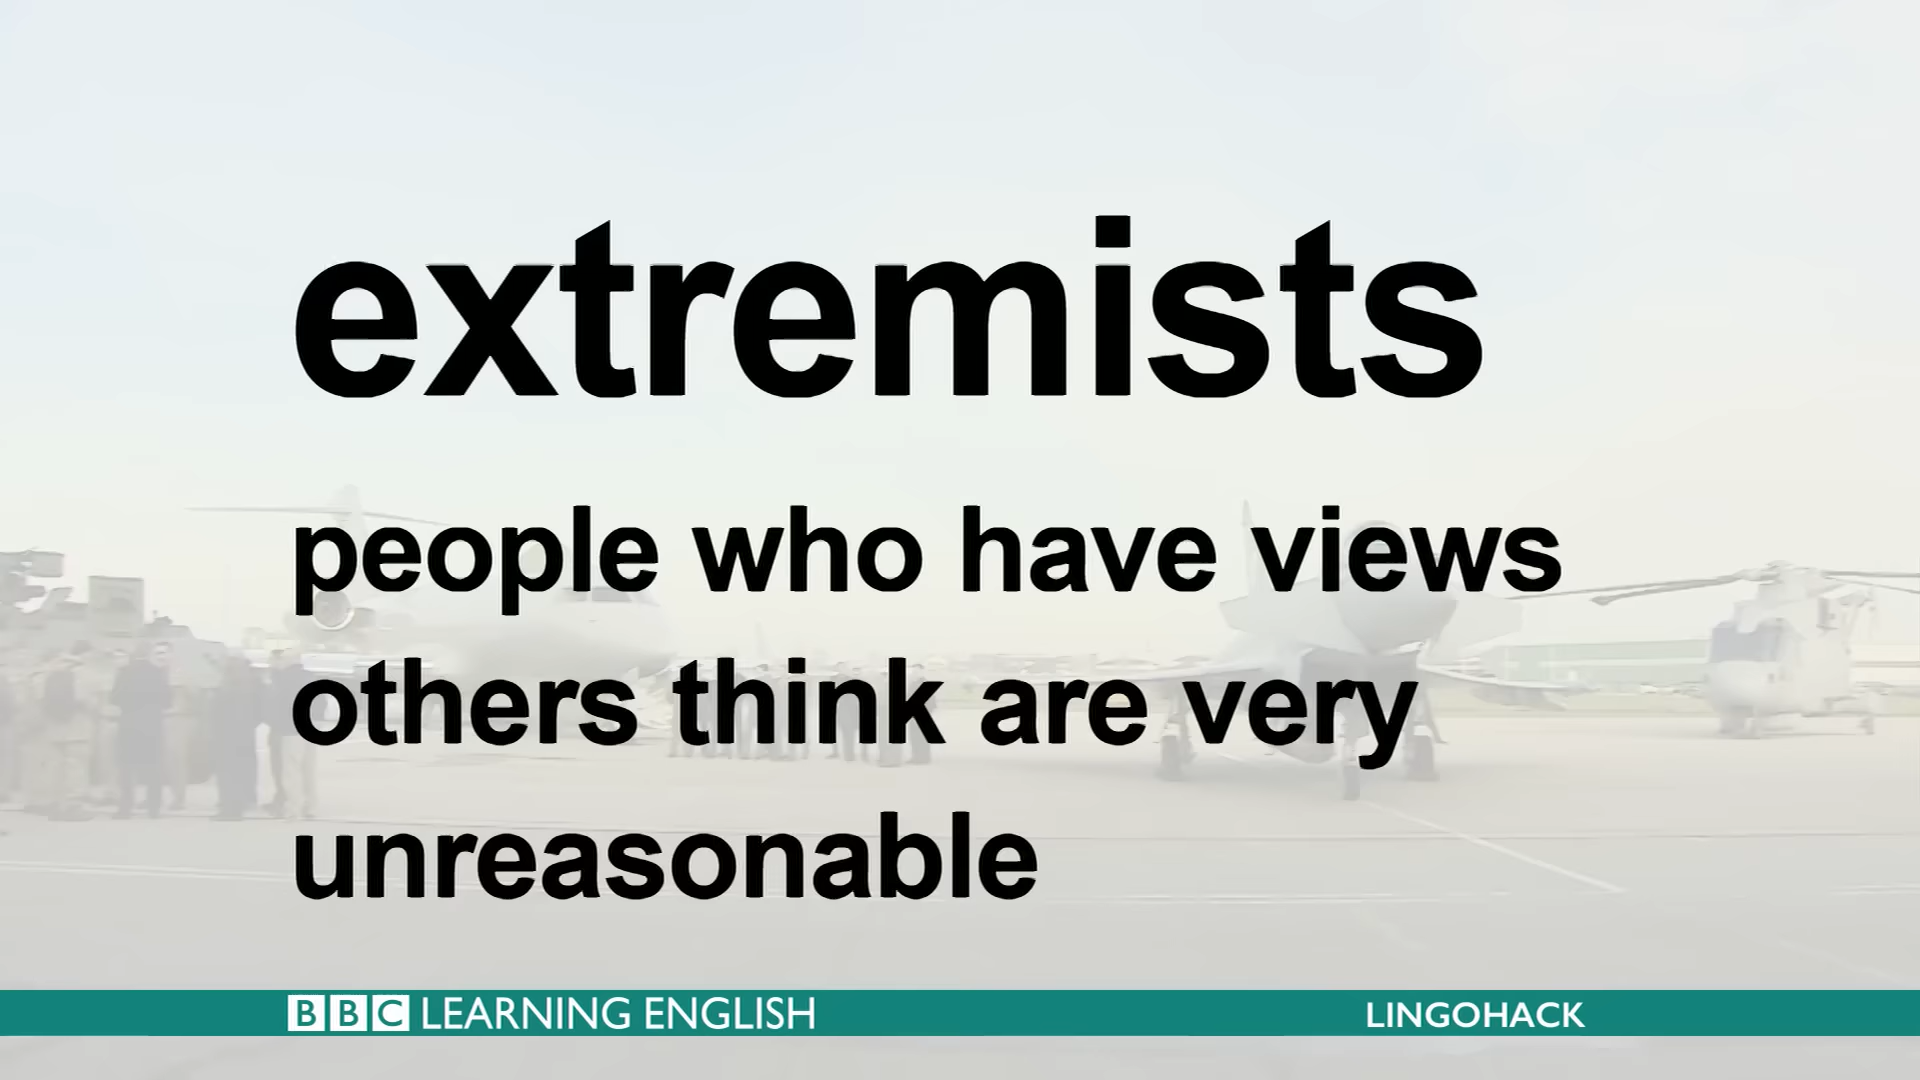 extremists
people who have views
others think are very
unreasonable
BBC LEARNING ENGLISH
LINGOHACK